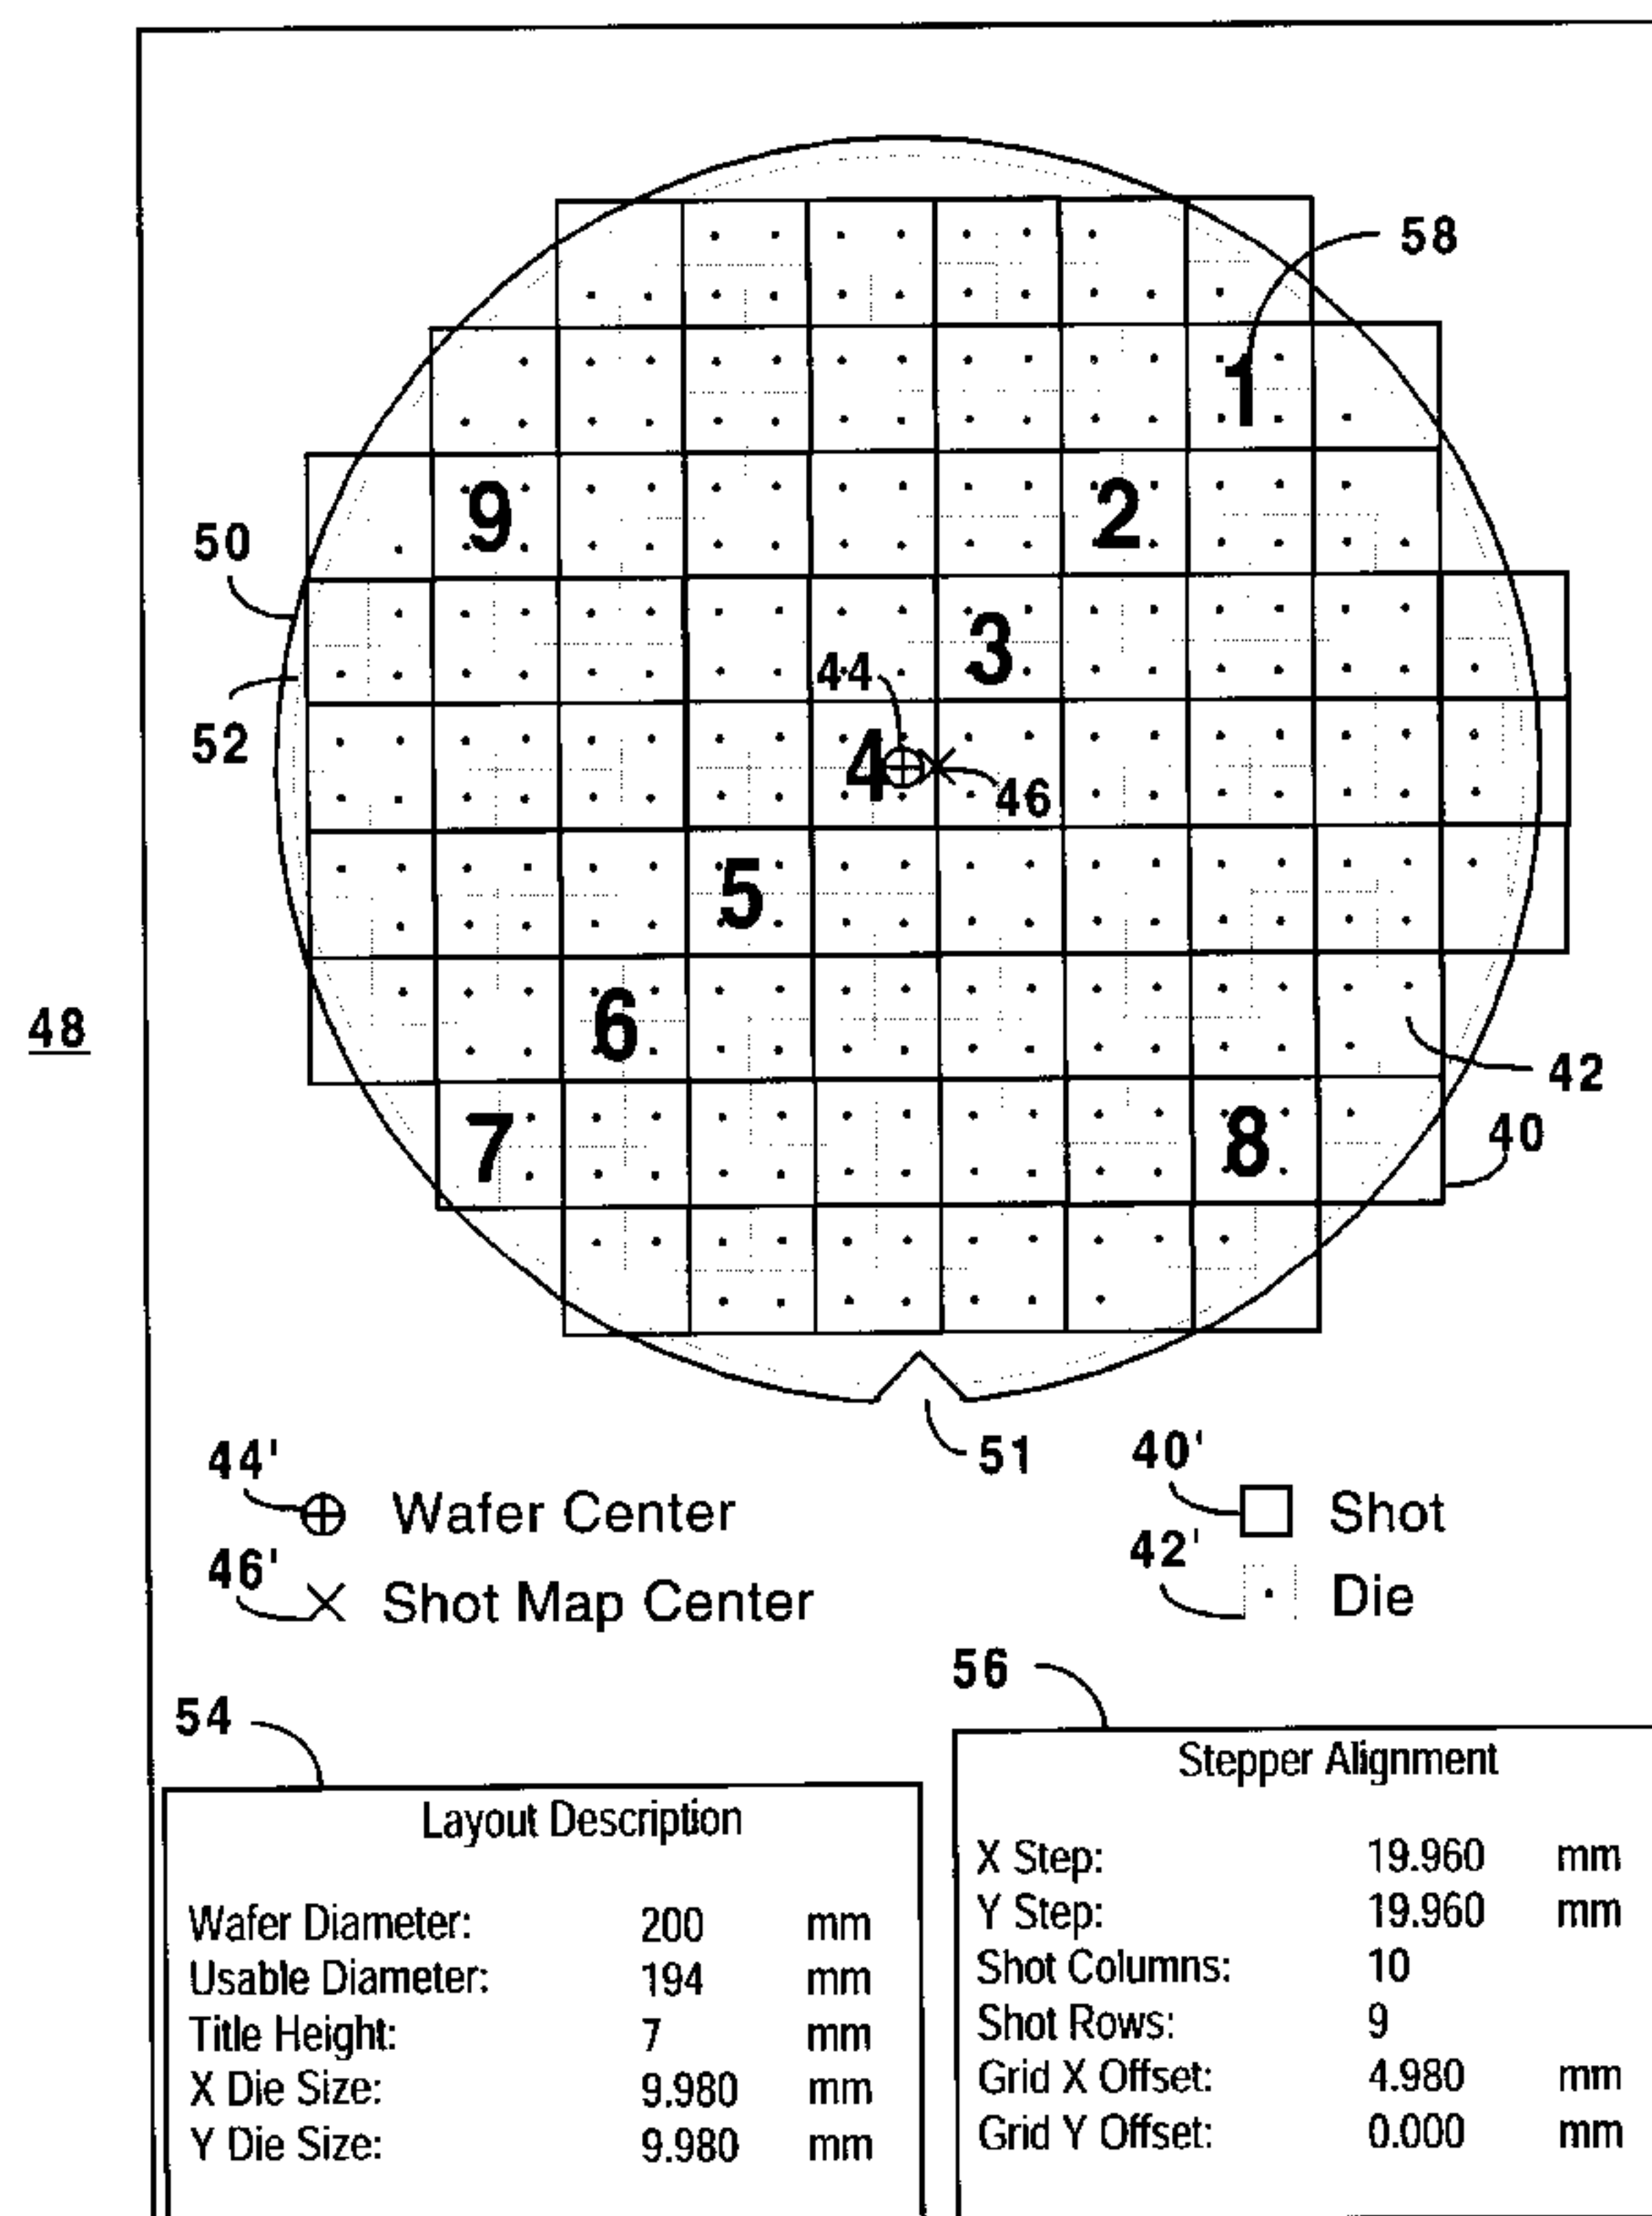 58
1
9
2
50
3
44
52
4
46
5
48
6
42
7
8
40
51
44'
Wafer Center
40'
Shot
46'
Shot Map Center
42'
Die
54
56
Layout Description
Wafer Diameter: 200 mm
Usable Diameter: 194 mm
Title Height: 7 mm
X Die Size: 9.980 mm
Y Die Size: 9.980 mm
Stepper Alignment
X Step: 19.960 mm
Y Step: 19.960 mm
Shot Columns: 10
Shot Rows: 9
Grid X Offset: 4.980 mm
Grid Y Offset: 0.000 mm